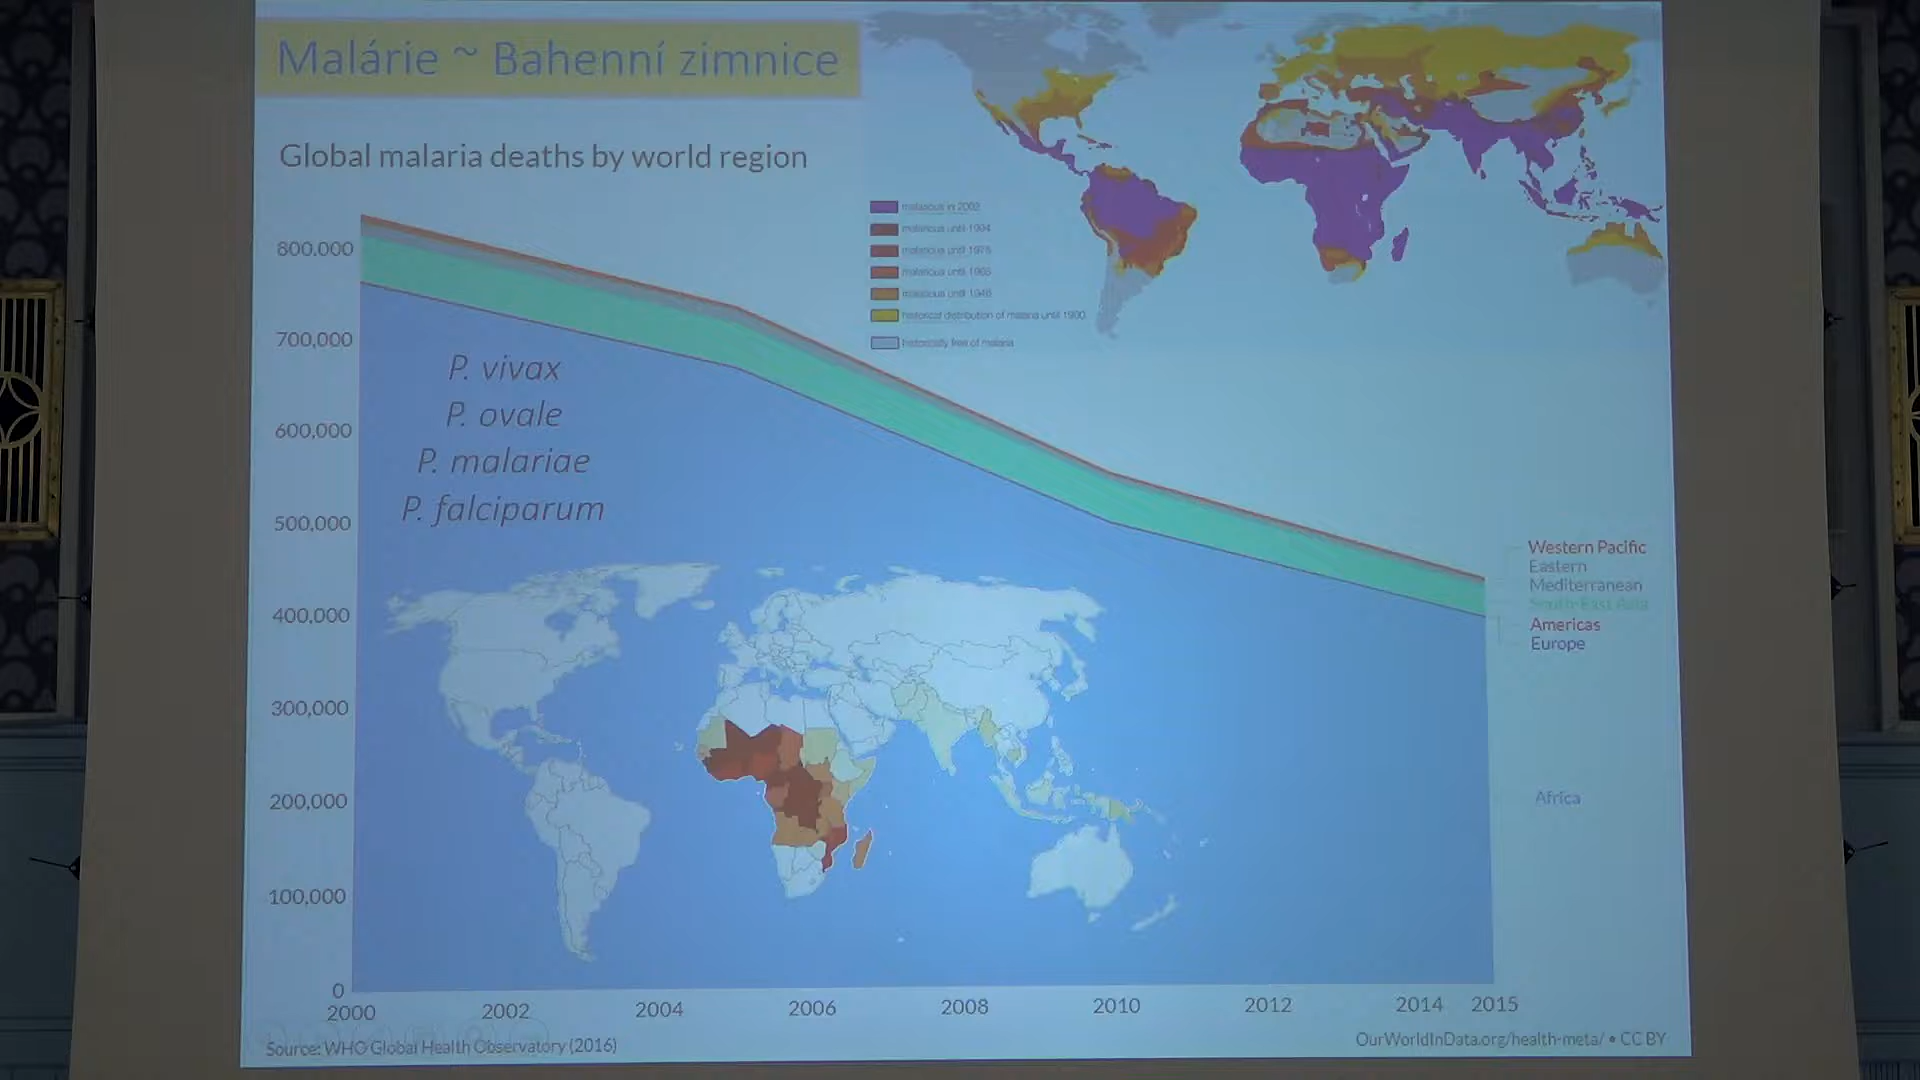 Malárie ~ Bahenní zimnice
Global malaria deaths by world region
malarious in 2002
malarious until 1994
malarious until 1975
malarious until 1965
malarious until 1946
historical distribution of malaria until 1900
historically free of malaria
800,000
700,000
600,000
500,000
400,000
300,000
200,000
100,000
0
P. vivax
P. ovale
P. malariae
P. falciparum
Western Pacific
Eastern
Mediterranean
South-East Asia
Americas
Europe
Africa
2000 2002 2004 2006 2008 2010 2012 2014 2015
Source: WHO Global Health Observatory (2016)
OurWorldInData.org/health-meta/ • CC BY